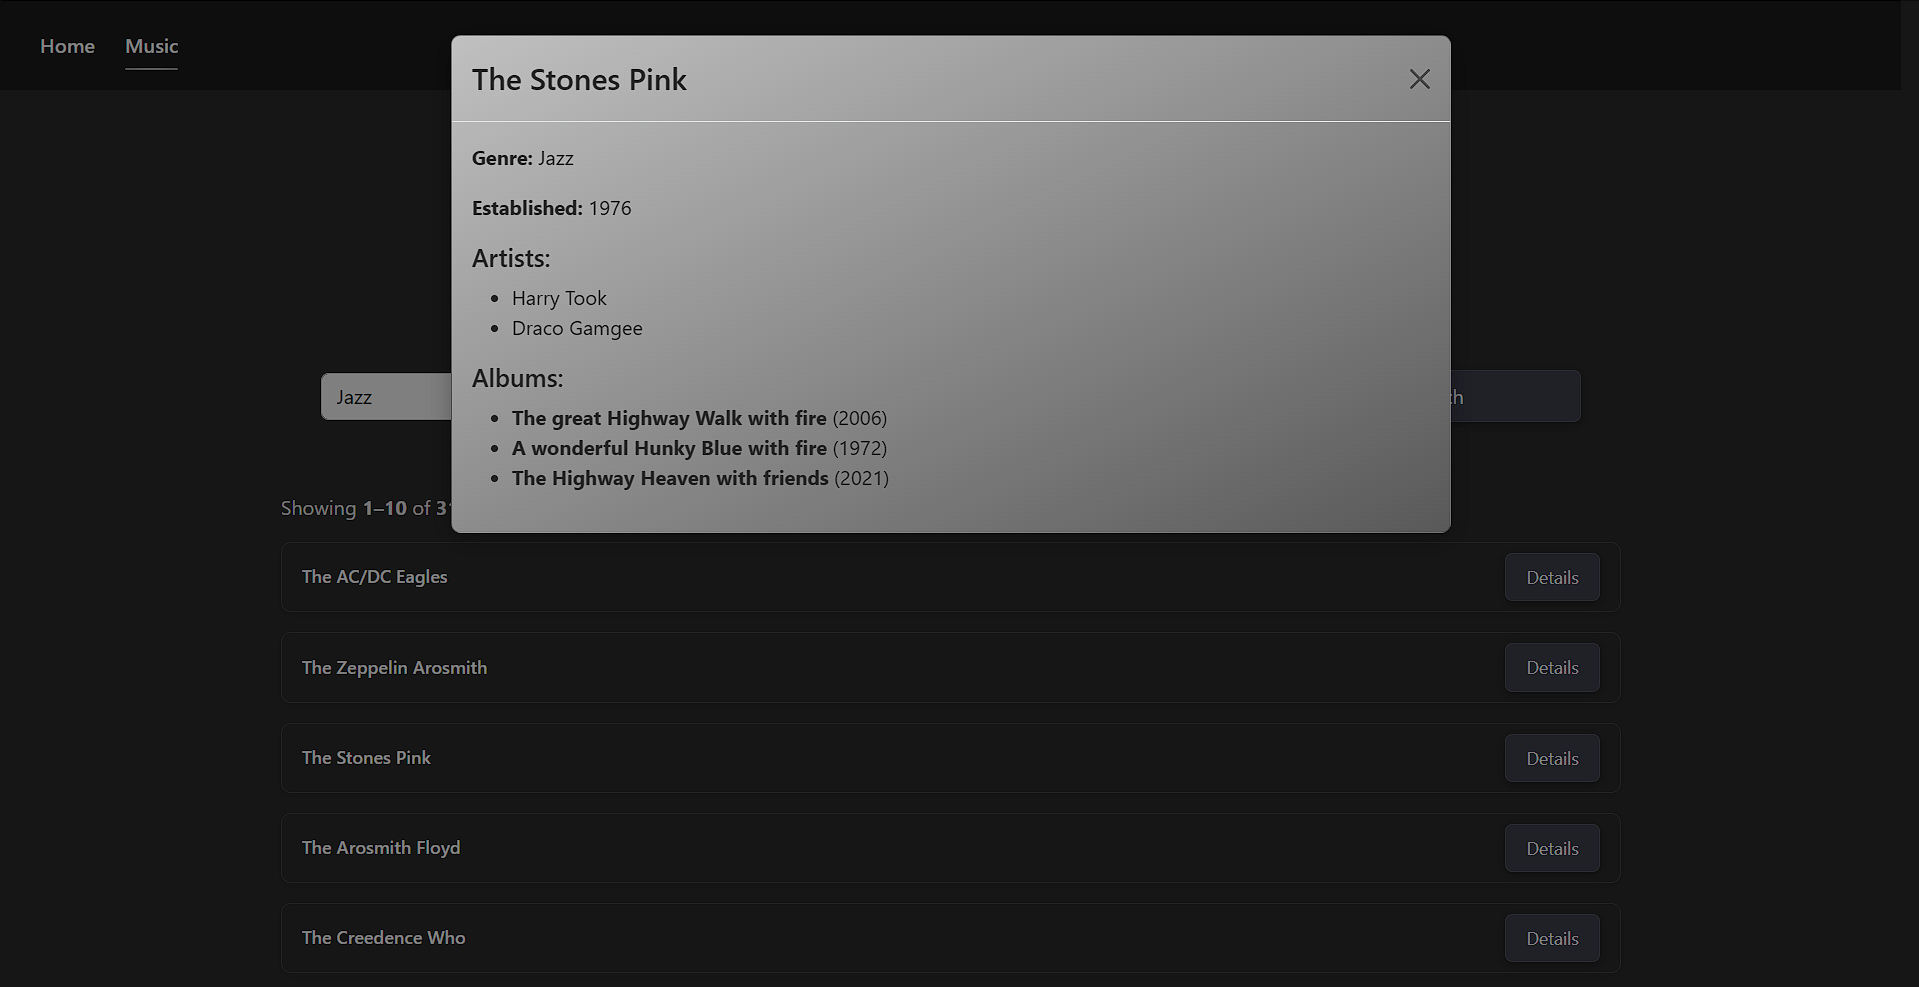 Home Music
The Stones Pink
Genre: Jazz
Established: 1976
Artists:
Harry Took
Draco Gamgee
Albums:
The great Highway Walk with fire (2006)
A wonderful Hunky Blue with fire (1972)
The Highway Heaven with friends (2021)
Jazz
Showing 1–10 of
The AC/DC Eagles Details
The Zeppelin Arosmith Details
The Stones Pink Details
The Arosmith Floyd Details
The Creedence Who Details